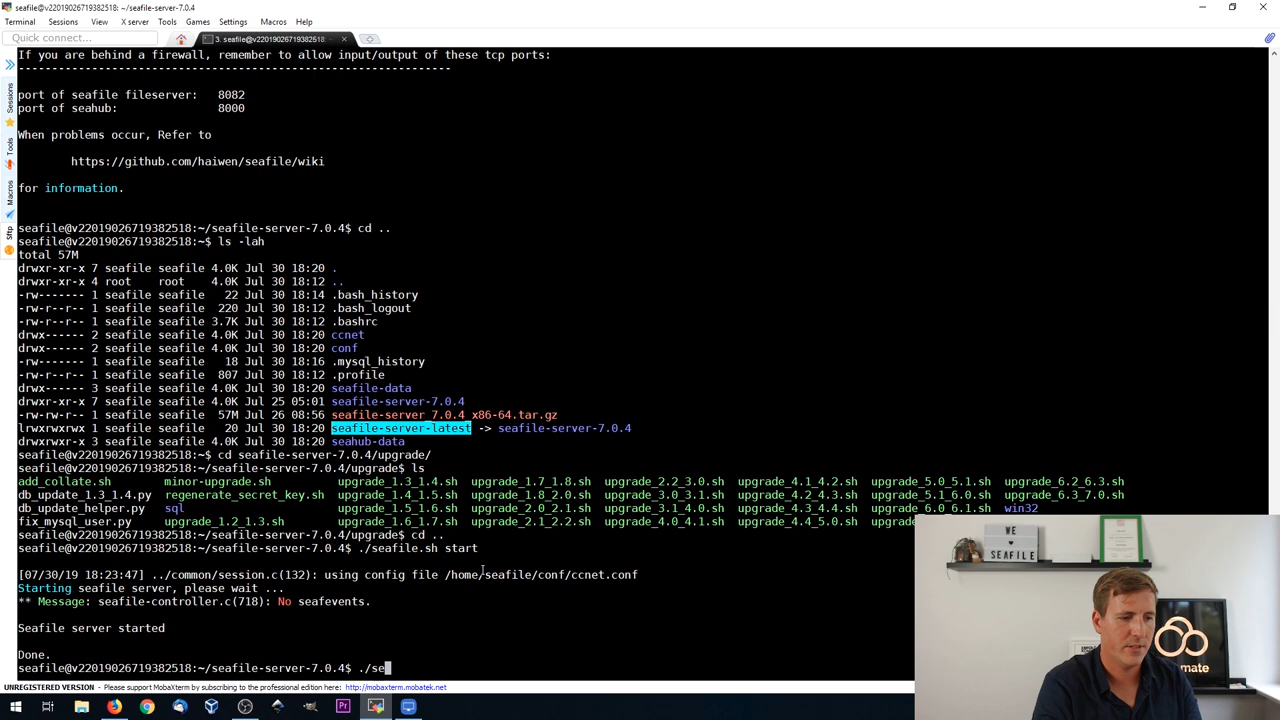 seafile@v22019026719382518: ~/seafile-server-7.0.4
Terminal Sessions View X server Tools Games Settings Macros Help
Quick connect...
3. seafile@v22019026719382518:
Sessions
Tools
Macros
Sftp
If you are behind a firewall, remember to allow input/output of these tcp ports:
----------------------------------------------------------------
port of seafile fileserver: 8082
port of seahub: 8000
When problems occur, Refer to
https://github.com/haiwen/seafile/wiki
for information.
seafile@v22019026719382518:~/seafile-server-7.0.4$ cd ..
seafile@v22019026719382518:~$ ls -lah
total 57M
drwxr-xr-x 7 seafile seafile 4.0K Jul 30 18:20 .
drwxr-xr-x 4 root root 4.0K Jul 30 18:12 ..
-rw------- 1 seafile seafile 22 Jul 30 18:14 .bash_history
-rw-r--r-- 1 seafile seafile 220 Jul 30 18:12 .bash_logout
-rw-r--r-- 1 seafile seafile 3.7K Jul 30 18:12 .bashrc
drwx------ 2 seafile seafile 4.0K Jul 30 18:20 ccnet
drwx------ 2 seafile seafile 4.0K Jul 30 18:20 conf
-rw------- 1 seafile seafile 18 Jul 30 18:16 .mysql_history
-rw-r--r-- 1 seafile seafile 807 Jul 30 18:12 .profile
drwx------ 3 seafile seafile 4.0K Jul 30 18:20 seafile-data
drwxr-xr-x 7 seafile seafile 4.0K Jul 25 05:01 seafile-server-7.0.4
-rw-r--r-- 1 seafile seafile 57M Jul 26 08:56 seafile-server_7.0.4_x86-64.tar.gz
lrwxrwxrwx 1 seafile seafile 20 Jul 30 18:20 seafile-server-latest -> seafile-server-7.0.4
drwxr-xr-x 3 seafile seafile 4.0K Jul 30 18:20 seahub-data
seafile@v22019026719382518:~$ cd seafile-server-7.0.4/upgrade/
seafile@v22019026719382518:~/seafile-server-7.0.4/upgrade$ ls
add_collate.sh minor-upgrade.sh upgrade_1.3_1.4.sh upgrade_1.7_1.8.sh upgrade_2.2_3.0.sh upgrade_4.1_4.2.sh upgrade_5.0_5.1.sh upgrade_6.2_6.3.sh
db_update_1.3_1.4.py regenerate_secret_key.sh upgrade_1.4_1.5.sh upgrade_1.8_2.0.sh upgrade_3.0_3.1.sh upgrade_4.2_4.3.sh upgrade_5.1_6.0.sh upgrade_6.3_7.0.sh
db_update_helper.py sql upgrade_1.5_1.6.sh upgrade_2.0_2.1.sh upgrade_3.1_4.0.sh upgrade_4.3_4.4.sh upgrade_6.0_6.1.sh win32
fix_mysql_user.py upgrade_1.2_1.3.sh upgrade_1.6_1.7.sh upgrade_2.1_2.2.sh upgrade_4.0_4.1.sh upgrade_4.4_5.0.sh
seafile@v22019026719382518:~/seafile-server-7.0.4/upgrade$ cd ..
seafile@v22019026719382518:~/seafile-server-7.0.4$ ./seafile.sh start
[07/30/19 18:23:47] ../common/session.c(132): using config file /home/seafile/conf/ccnet.conf
Starting seafile server, please wait ...
** Message: seafile-controller.c(718): No seafevents.
Seafile server started
Done.
seafile@v22019026719382518:~/seafile-server-7.0.4$ ./se
WE
SEAFILE
UNREGISTERED VERSION - Please support MobaXterm by subscribing to the professional edition here: http://mobaxterm.mobatek.net